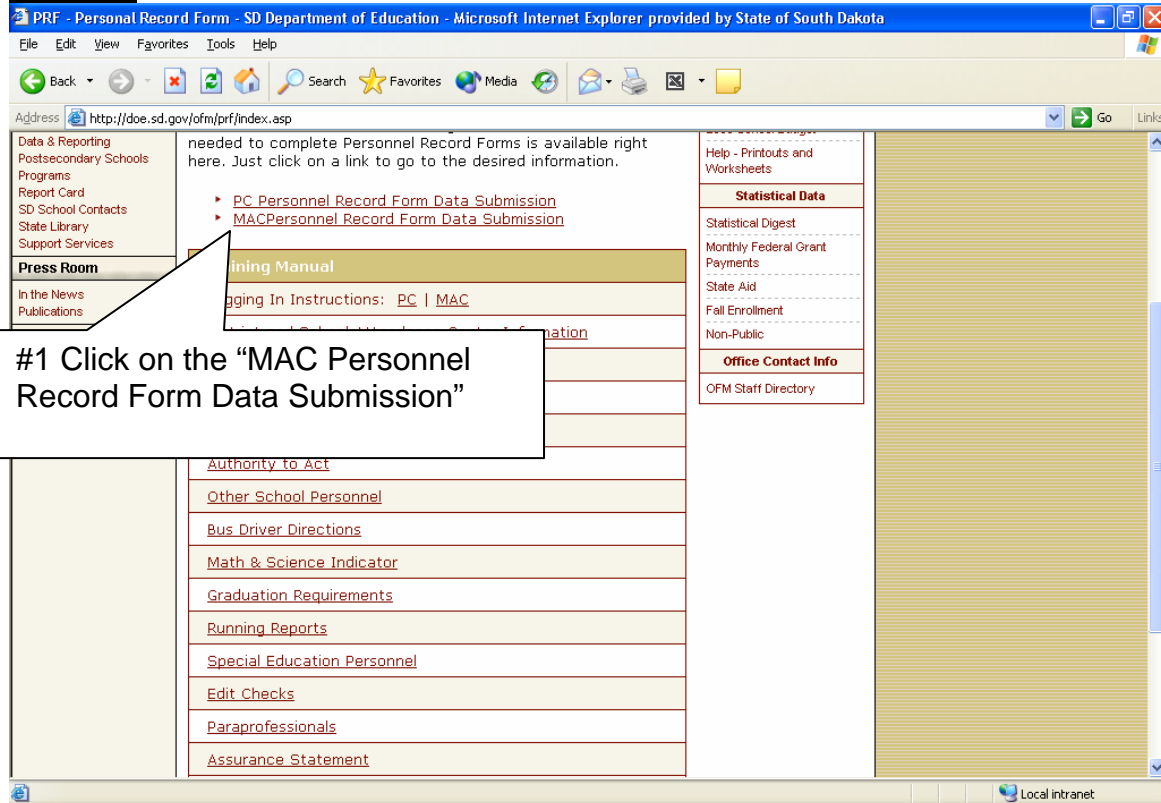 PRF - Personal Record Form - SD Department of Education - Microsoft Internet Explorer provided by State of South Dakota
File Edit View Favorites Tools Help
Back Search Favorites Media
Address http://doe.sd.gov/ofm/prf/index.asp Go Links
Data & Reporting
Postsecondary Schools
Programs
Report Card
SD School Contacts
State Library
Support Services
Press Room
In the News
Publications
needed to complete Personnel Record Forms is available right
here. Just click on a link to go to the desired information.
PC Personnel Record Form Data Submission
MACPersonnel Record Form Data Submission
ining Manual
gging In Instructions: PC | MAC
mation
#1 Click on the “MAC Personnel
Record Form Data Submission”
Authority to Act
Other School Personnel
Bus Driver Directions
Math & Science Indicator
Graduation Requirements
Running Reports
Special Education Personnel
Edit Checks
Paraprofessionals
Assurance Statement
Help - Printouts and
Worksheets
Statistical Data
Statistical Digest
Monthly Federal Grant
Payments
State Aid
Fall Enrollment
Non-Public
Office Contact Info
OFM Staff Directory
Local intranet